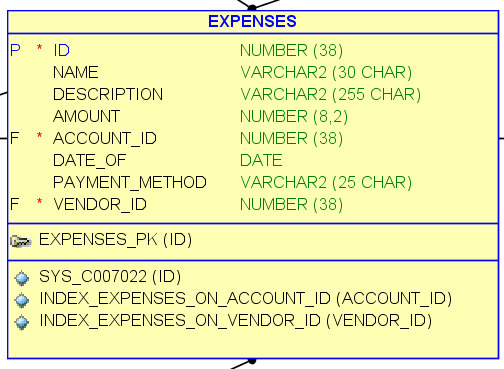 EXPENSES
P * ID NUMBER (38)
NAME VARCHAR2 (30 CHAR)
DESCRIPTION VARCHAR2 (255 CHAR)
AMOUNT NUMBER (8,2)
F * ACCOUNT_ID NUMBER (38)
DATE_OF DATE
PAYMENT_METHOD VARCHAR2 (25 CHAR)
F * VENDOR_ID NUMBER (38)
EXPENSES_PK (ID)
SYS_C007022 (ID)
INDEX_EXPENSES_ON_ACCOUNT_ID (ACCOUNT_ID)
INDEX_EXPENSES_ON_VENDOR_ID (VENDOR_ID)